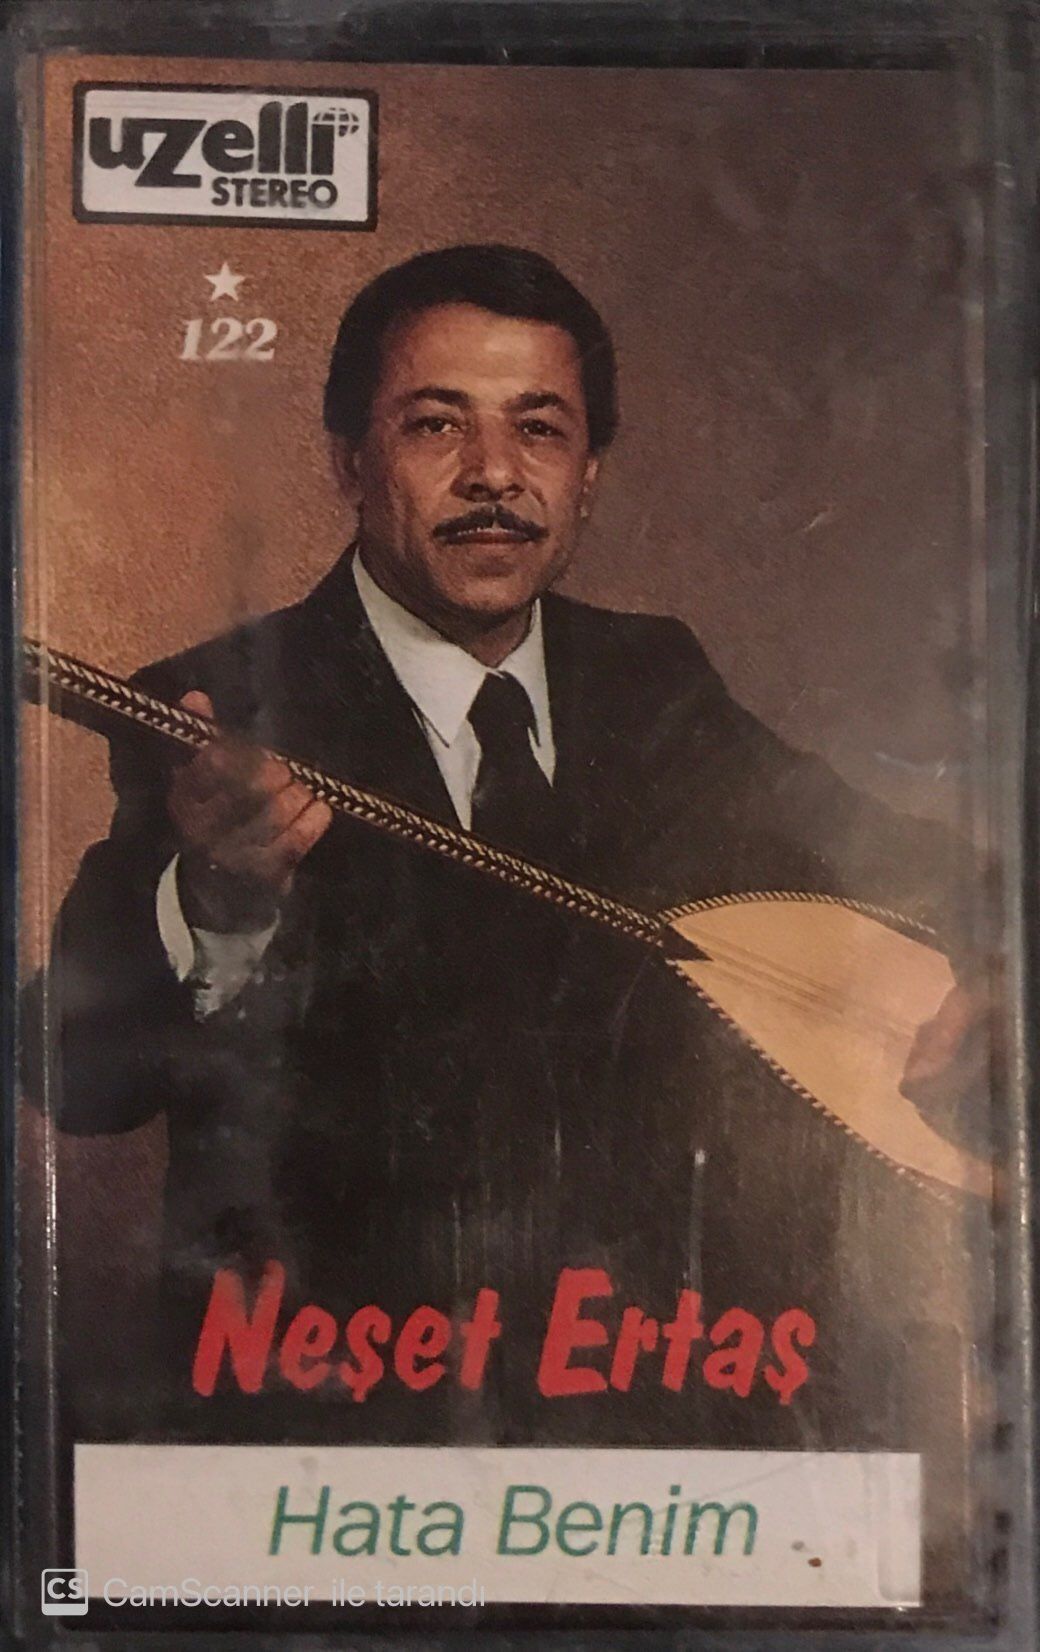 uzelli
STEREO
122
Neşet Ertaş
Hata Benim
CS CamScanner ile tarandı